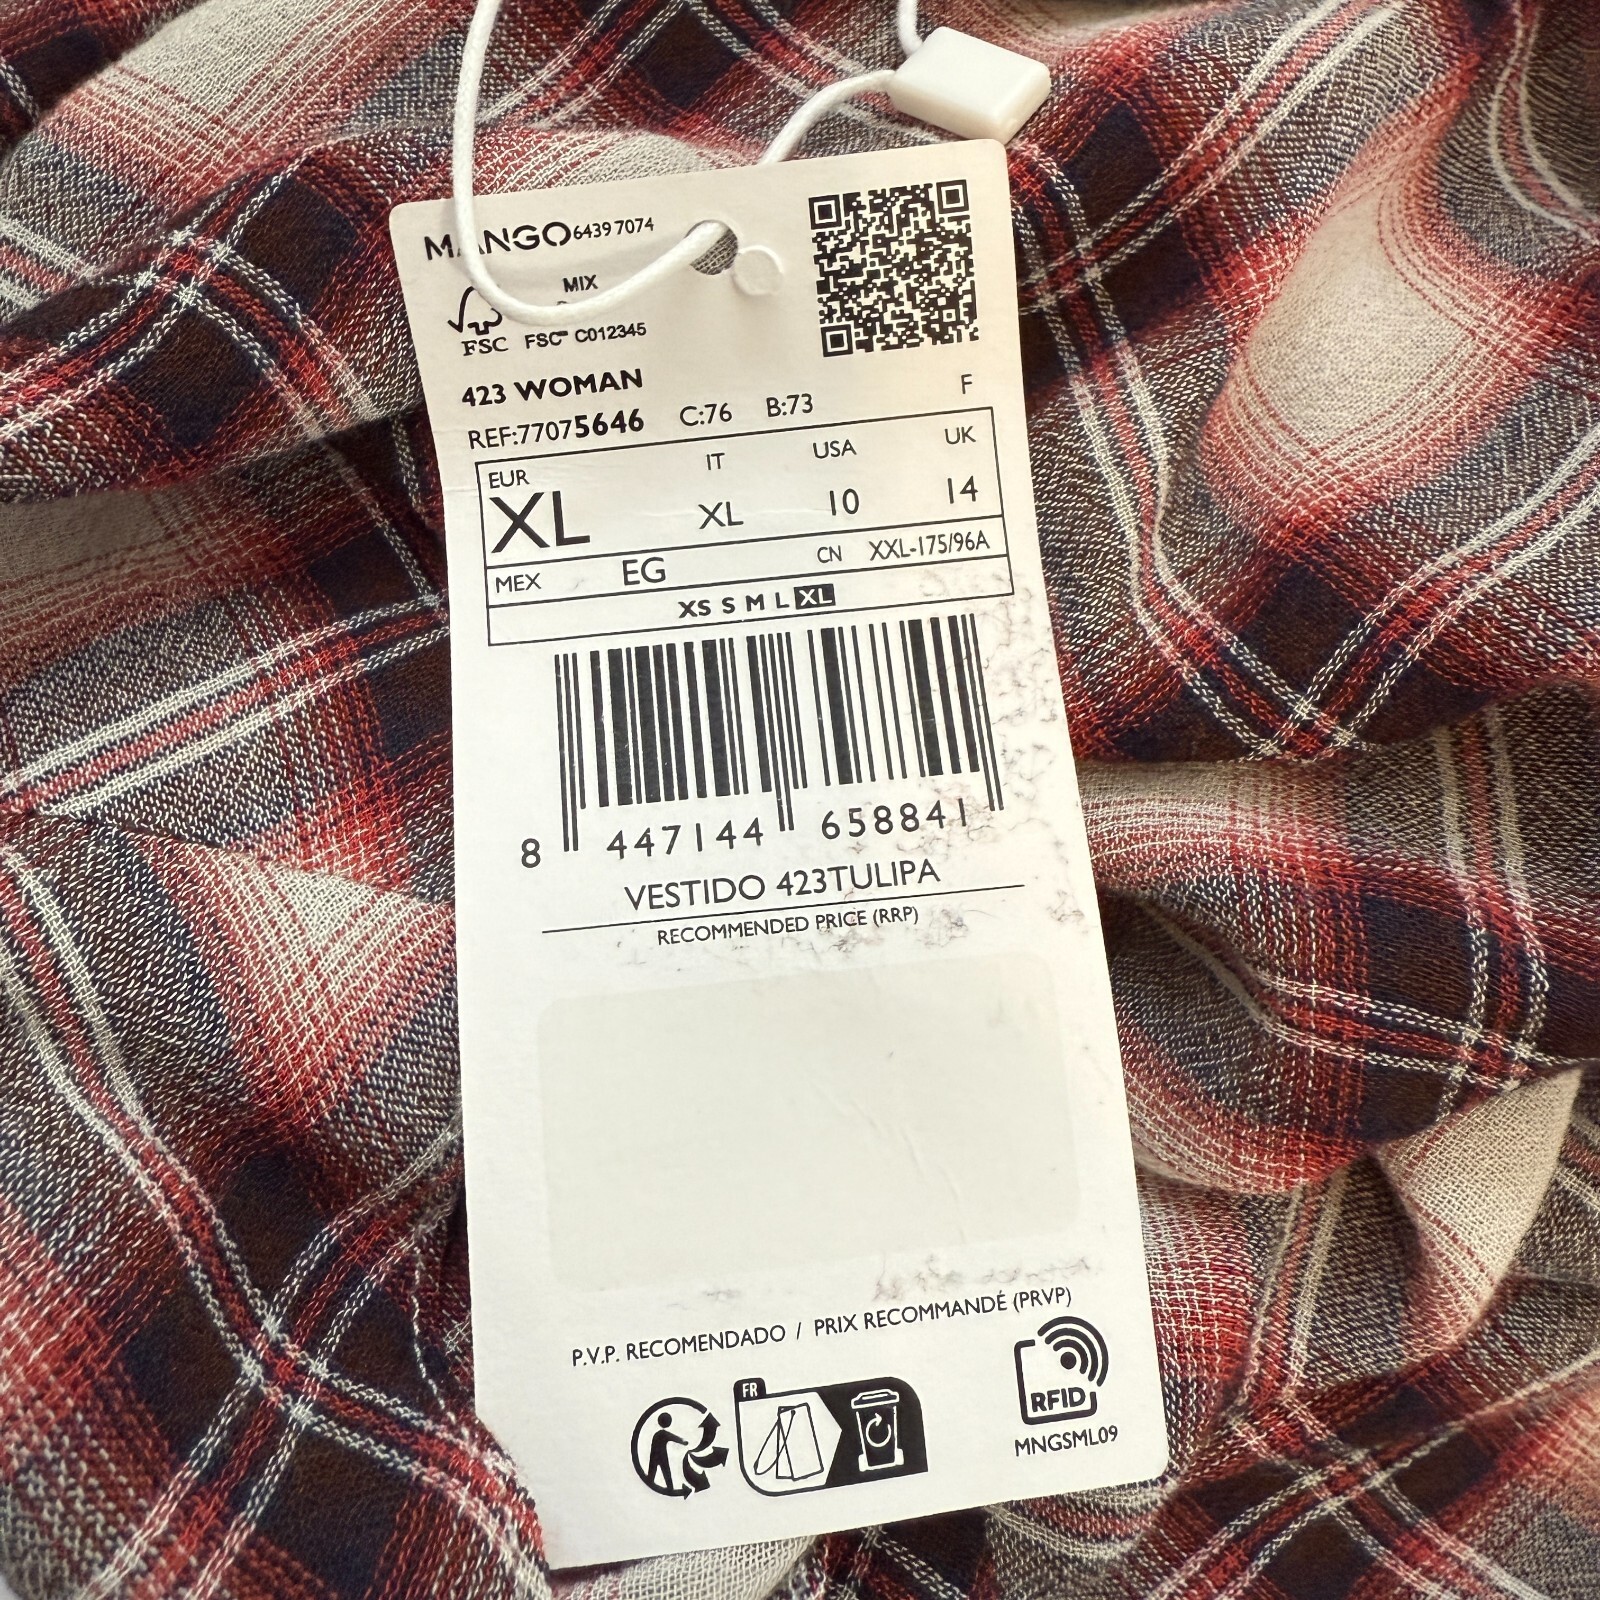 MANGO 6439 7074
MIX
FSC FSC C012345
423 WOMAN
REF:77075646 C:76 B:73 F
EUR IT USA UK
XL XL 10 14
MEX EG CN XXL-175/96A
XS S M L XL
8 447144 658841
VESTIDO 423TULIPA
RECOMMENDED PRICE (RRP)
P.V.P. RECOMENDADO / PRIX RECOMMANDÉ (PRVP)
FR
RFID
MNGSML09